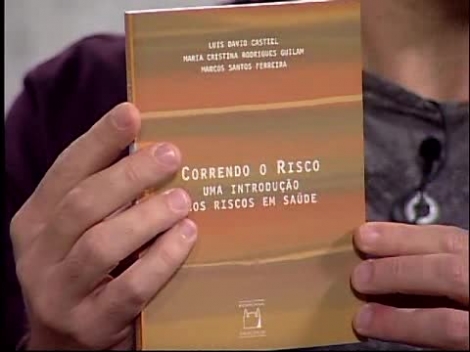 LUIS DAVID CASTIEL
MARIA CRISTINA RODRIGUES GUILAM
MARCOS SANTOS FERREIRA
CORRENDO O RISCO
UMA INTRODUÇÃO
OS RISCOS EM SAÚDE